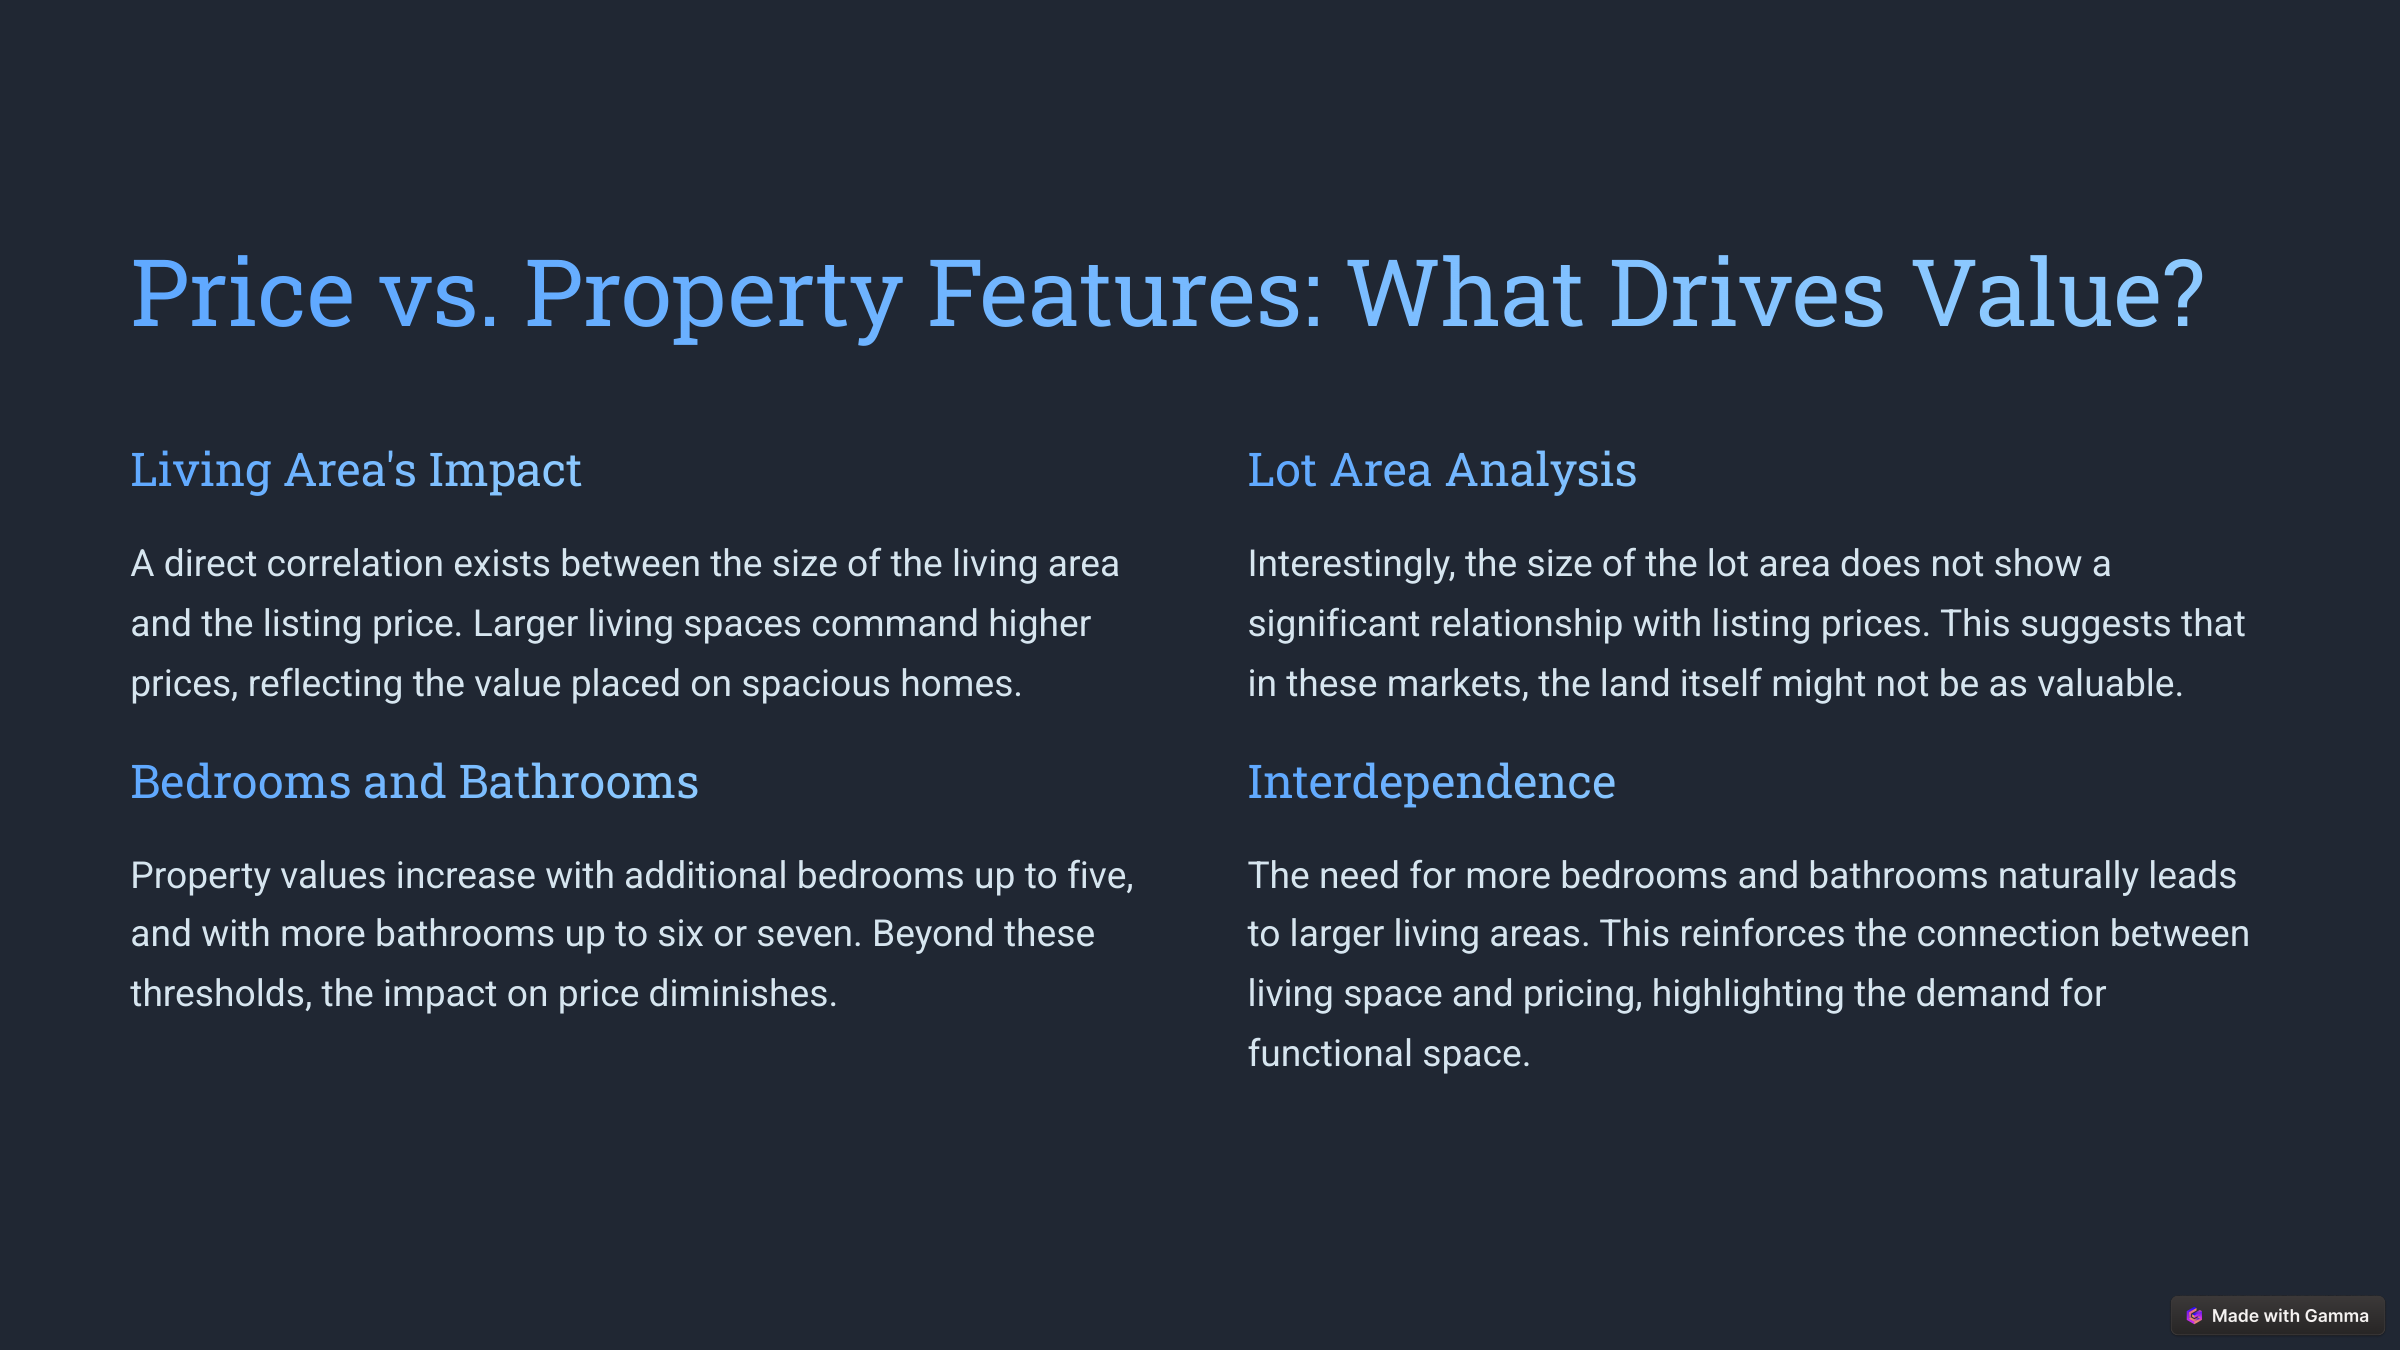 Price vs. Property Features: What Drives Value?
Living Area's Impact
A direct correlation exists between the size of the living area
and the listing price. Larger living spaces command higher
prices, reflecting the value placed on spacious homes.
Lot Area Analysis
Interestingly, the size of the lot area does not show a
significant relationship with listing prices. This suggests that
in these markets, the land itself might not be as valuable.
Bedrooms and Bathrooms
Property values increase with additional bedrooms up to five,
and with more bathrooms up to six or seven. Beyond these
thresholds, the impact on price diminishes.
Interdependence
The need for more bedrooms and bathrooms naturally leads
to larger living areas. This reinforces the connection between
living space and pricing, highlighting the demand for
functional space.
Made with Gamma